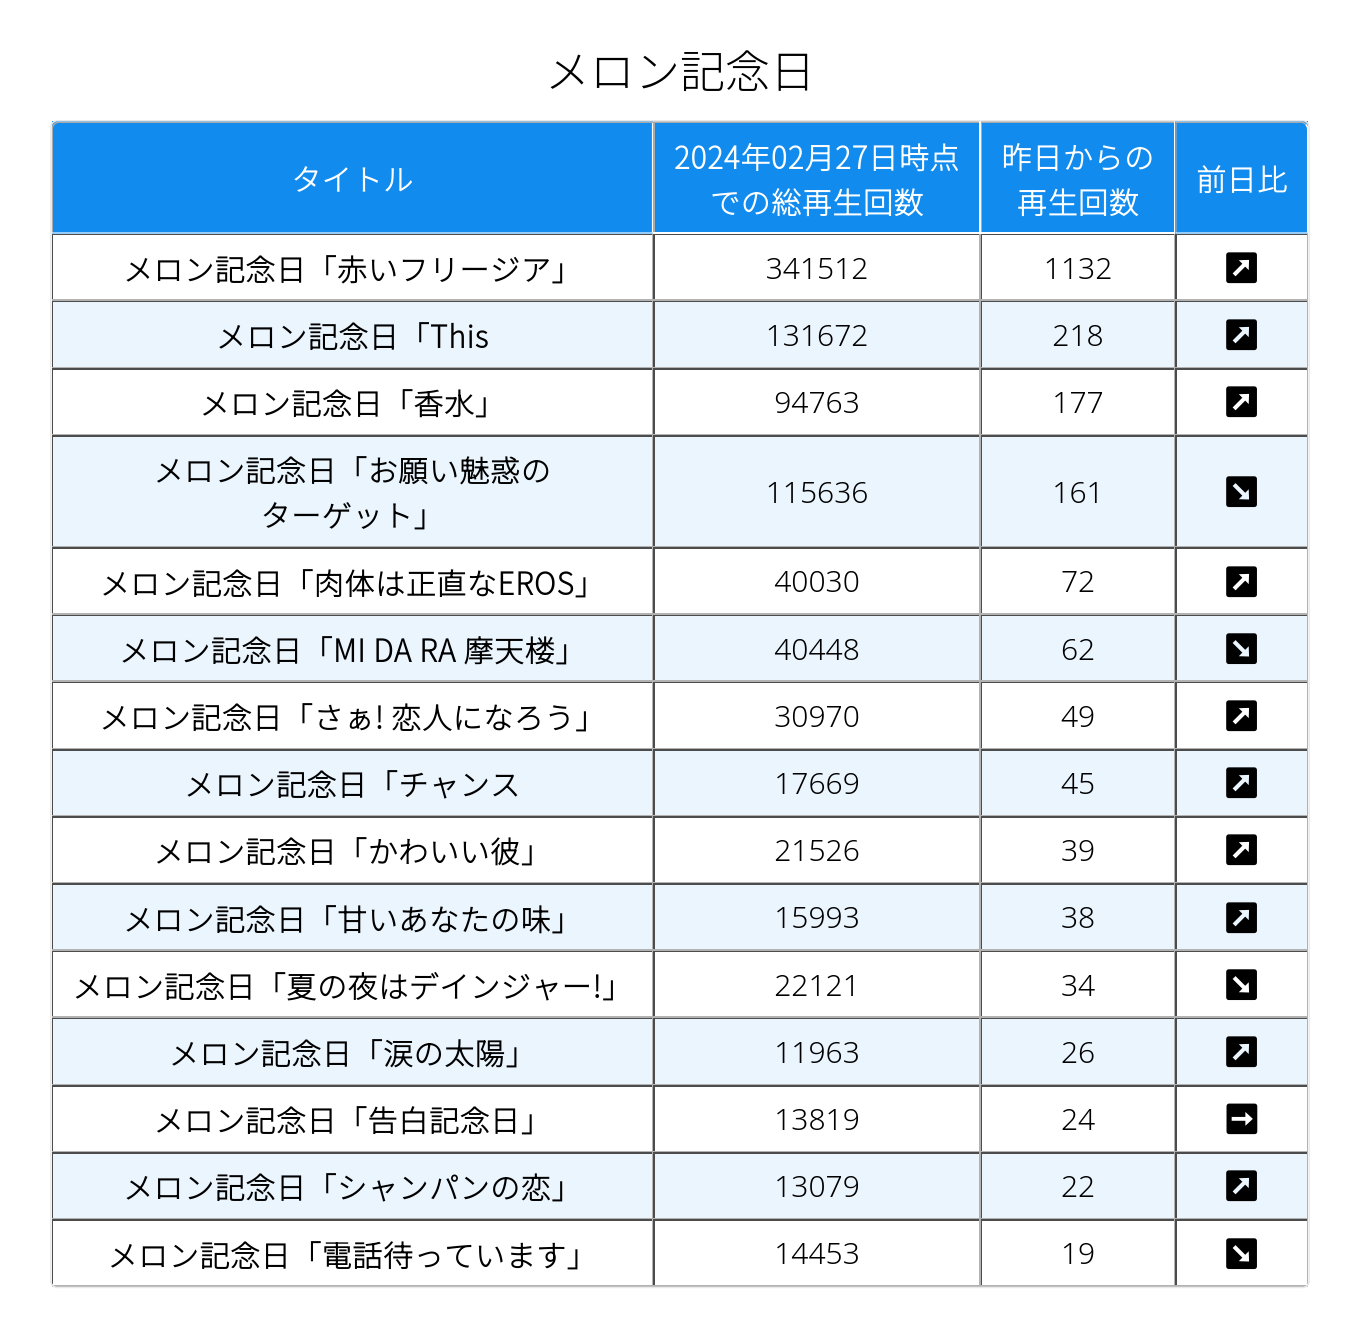 メロン記念日
タイトル
2024年02月27日時点
での総再生回数
昨日からの
再生回数
前日比
メロン記念日「赤いフリージア」 341512 1132
メロン記念日「This 131672 218
メロン記念日「香水」 94763 177
メロン記念日「お願い魅惑の
ターゲット」 115636 161
メロン記念日「肉体は正直なEROS」 40030 72
メロン記念日「MI DA RA 摩天楼」 40448 62
メロン記念日「さぁ! 恋人になろう」 30970 49
メロン記念日「チャンス 17669 45
メロン記念日「かわいい彼」 21526 39
メロン記念日「甘いあなたの味」 15993 38
メロン記念日「夏の夜はデインジャー!」 22121 34
メロン記念日「涙の太陽」 11963 26
メロン記念日「告白記念日」 13819 24
メロン記念日「シャンパンの恋」 13079 22
メロン記念日「電話待っています」 14453 19